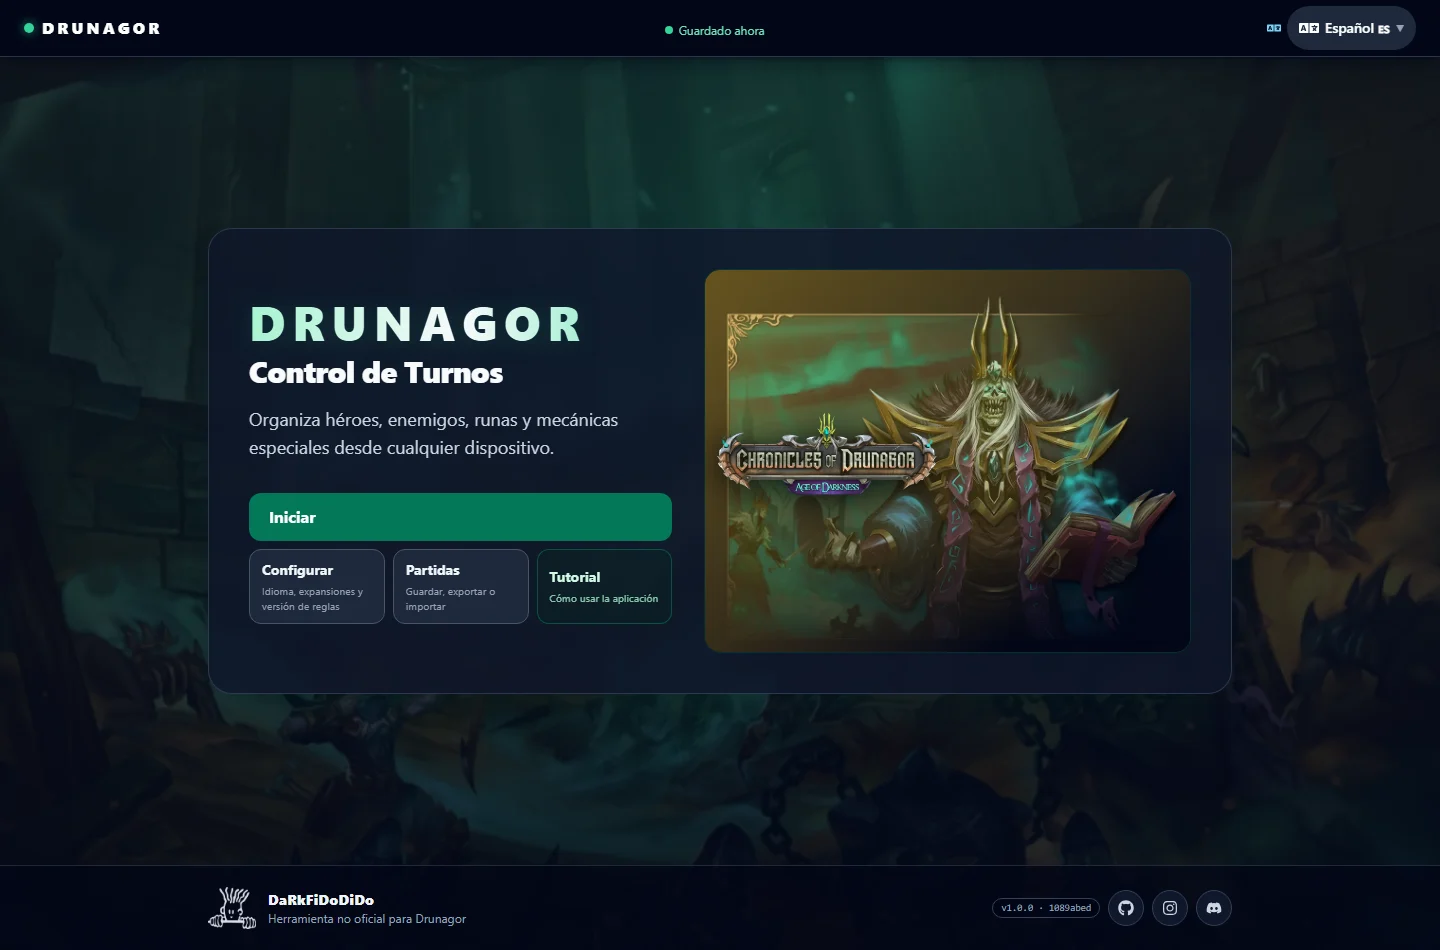 DRUNAGOR
Guardado ahora
Español ES
DRUNAGOR
Control de Turnos
Organiza héroes, enemigos, runas y mecánicas
especiales desde cualquier dispositivo.
Iniciar
Configurar
Idioma, expansiones y
versión de reglas
Partidas
Guardar, exportar o
importar
Tutorial
Cómo usar la aplicación
CHRONICLES OF DRUNAGOR
AGE OF DARKNESS
DaRkFiDoDiDo
Herramienta no oficial para Drunagor
v1.0.0 · 1089abed